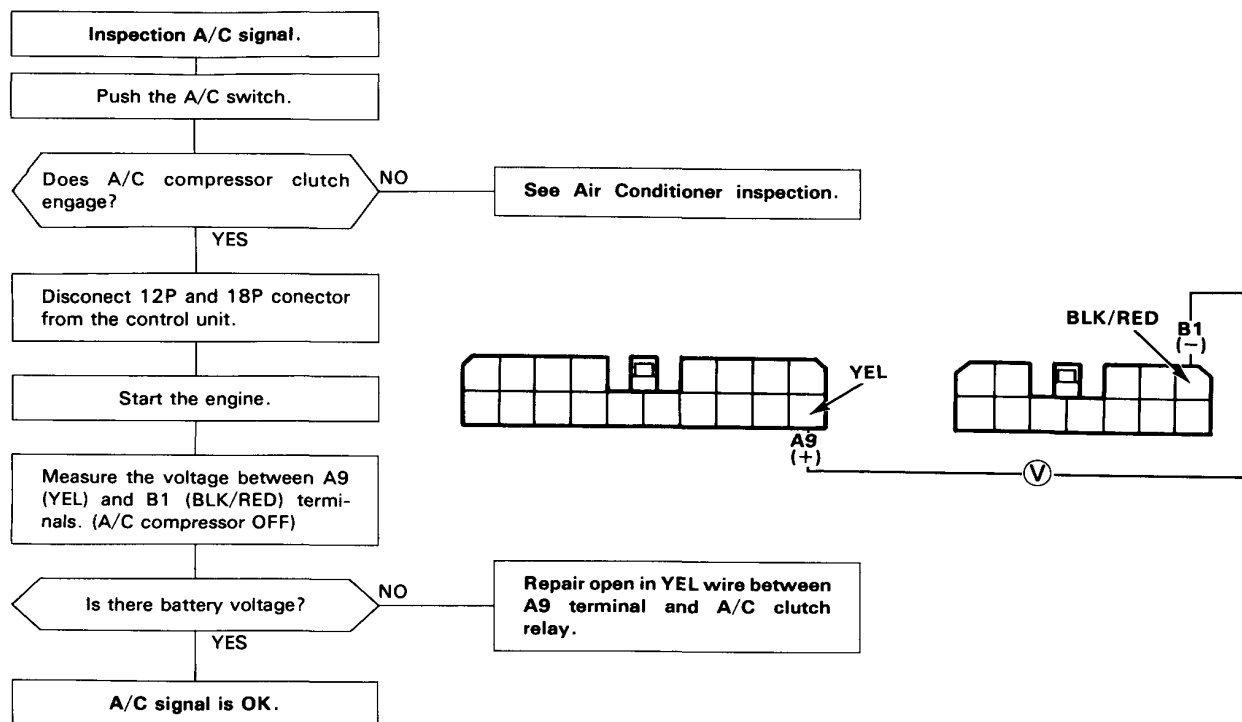 Inspection A/C signal.
Push the A/C switch.
Does A/C compressor clutch
engage?
NO
See Air Conditioner inspection.
YES
Disconect 12P and 18P conector
from the control unit.
Start the engine.
Measure the voltage between A9
(YEL) and B1 (BLK/RED) termi-
nals. (A/C compressor OFF)
Is there battery voltage?
NO
Repair open in YEL wire between
A9 terminal and A/C clutch
relay.
YES
A/C signal is OK.
YEL
A9
(+)
BLK/RED
B1
(−)
V